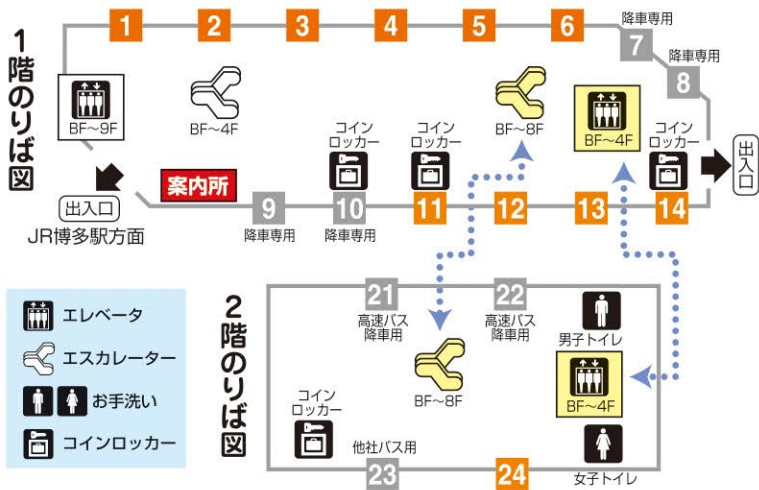 1階のりば図
1
2
3
4
5
6
降車専用
7
降車専用
8
BF～9F
BF～4F
BF～8F
BF～4F
コイン
ロッカー
コイン
ロッカー
コイン
ロッカー
出入口
出入口
JR博多駅方面
案内所
9
降車専用
10
降車専用
11
12
13
14
エレベータ
エスカレーター
お手洗い
コインロッカー
2階のりば図
21
高速バス
降車用
22
高速バス
降車用
男子トイレ
BF～8F
BF～4F
コイン
ロッカー
他社バス用
23
24
女子トイレ